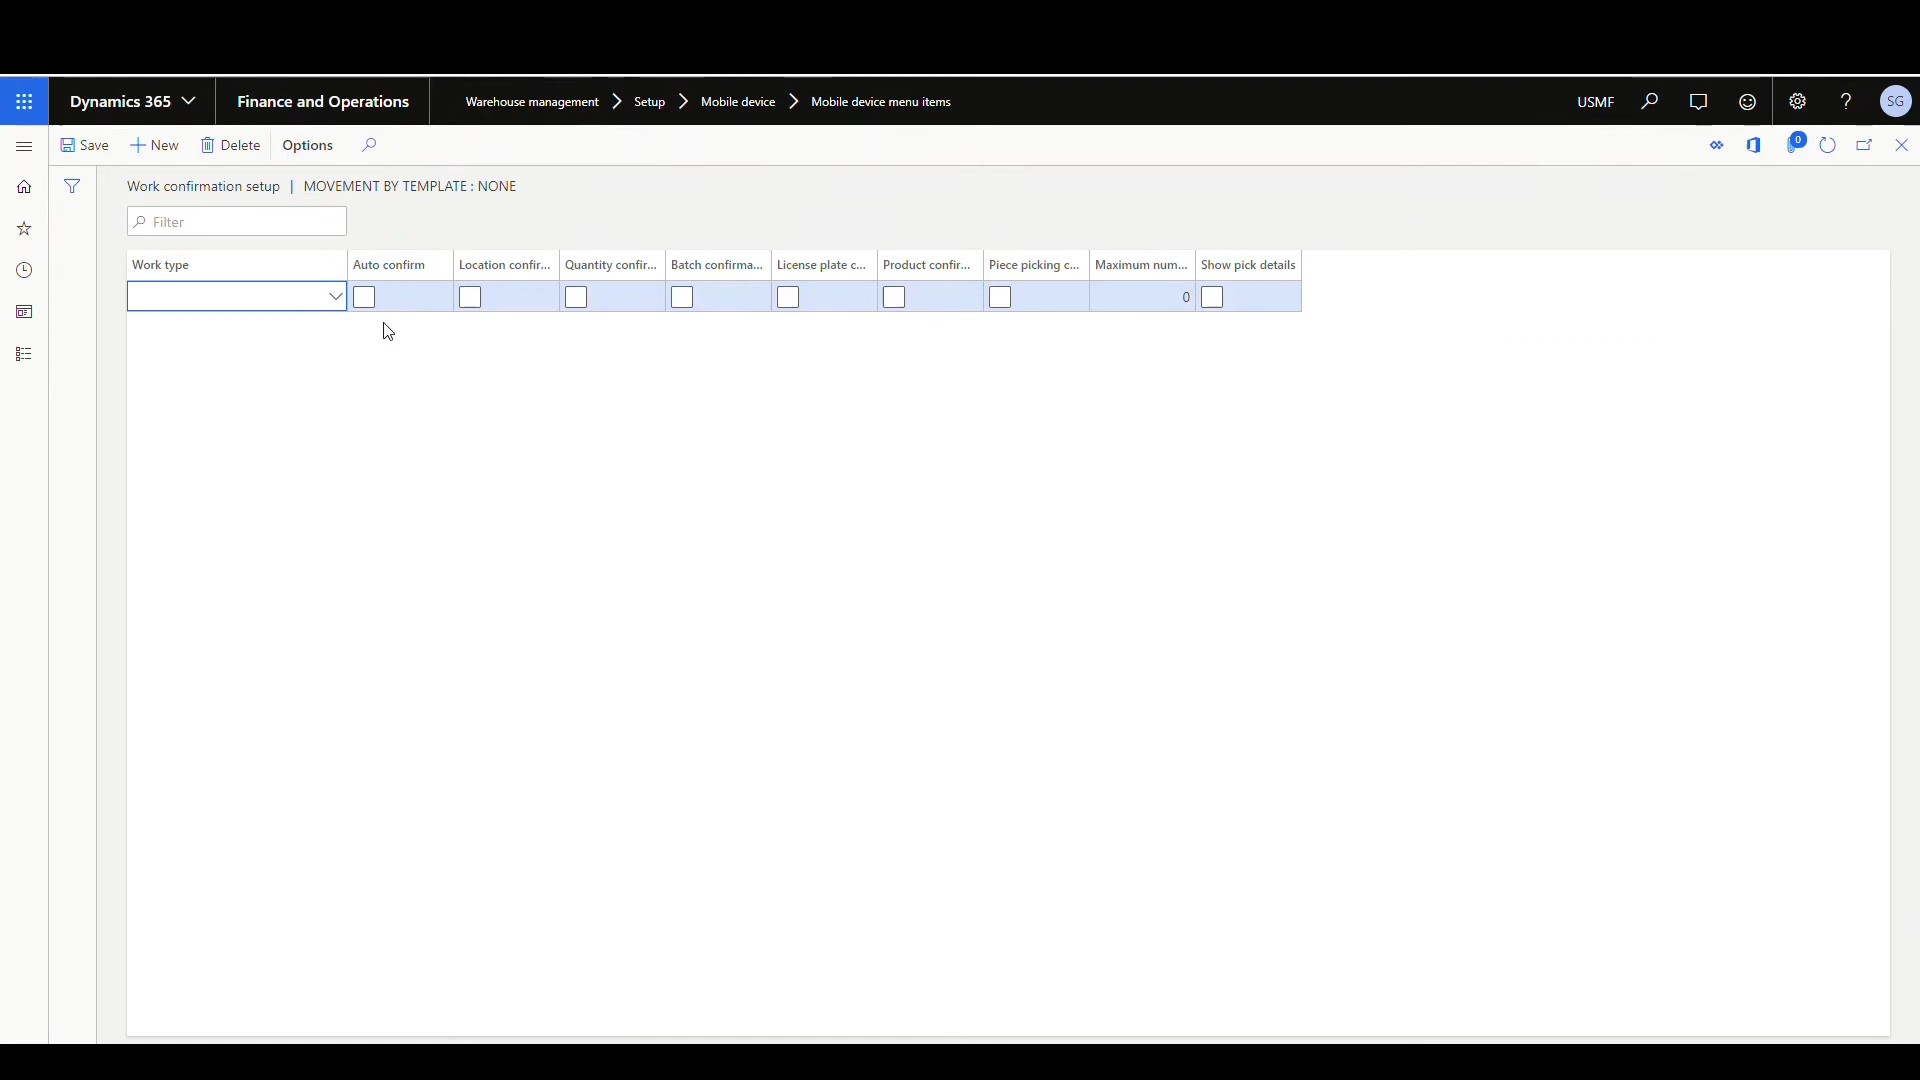 Dynamics 365 Finance and Operations Warehouse management Setup Mobile device Mobile device menu items USMF ? SG
Save New Delete Options 0
Work confirmation setup | MOVEMENT BY TEMPLATE : NONE
Filter
Work type Auto confirm Location confir... Quantity confir... Batch confirma... License plate c... Product confir... Piece picking c... Maximum num... Show pick details
0